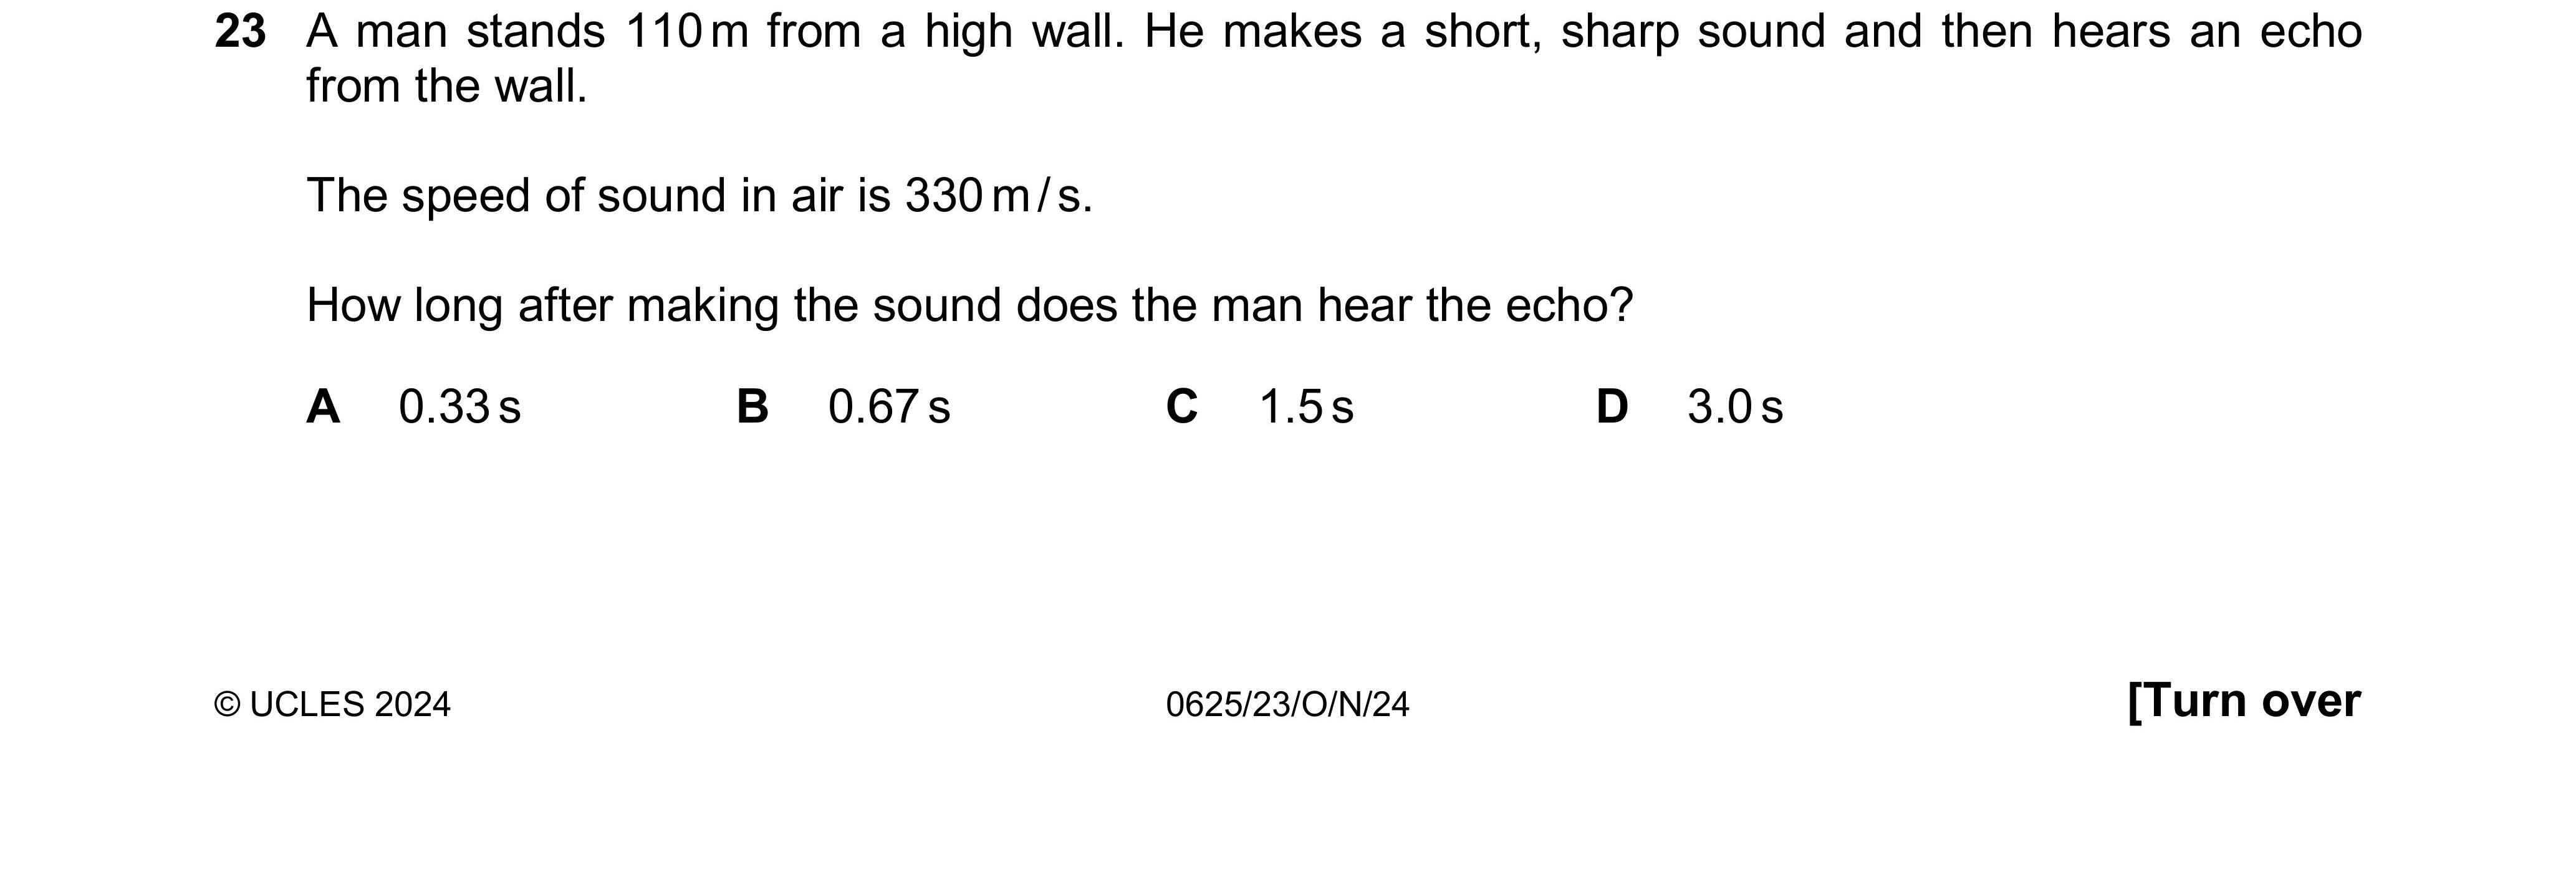 23 A man stands 110 m from a high wall. He makes a short, sharp sound and then hears an echo
from the wall.
The speed of sound in air is 330 m / s.
How long after making the sound does the man hear the echo?
A 0.33 s B 0.67 s C 1.5 s D 3.0 s
© UCLES 2024 0625/23/O/N/24 [Turn over